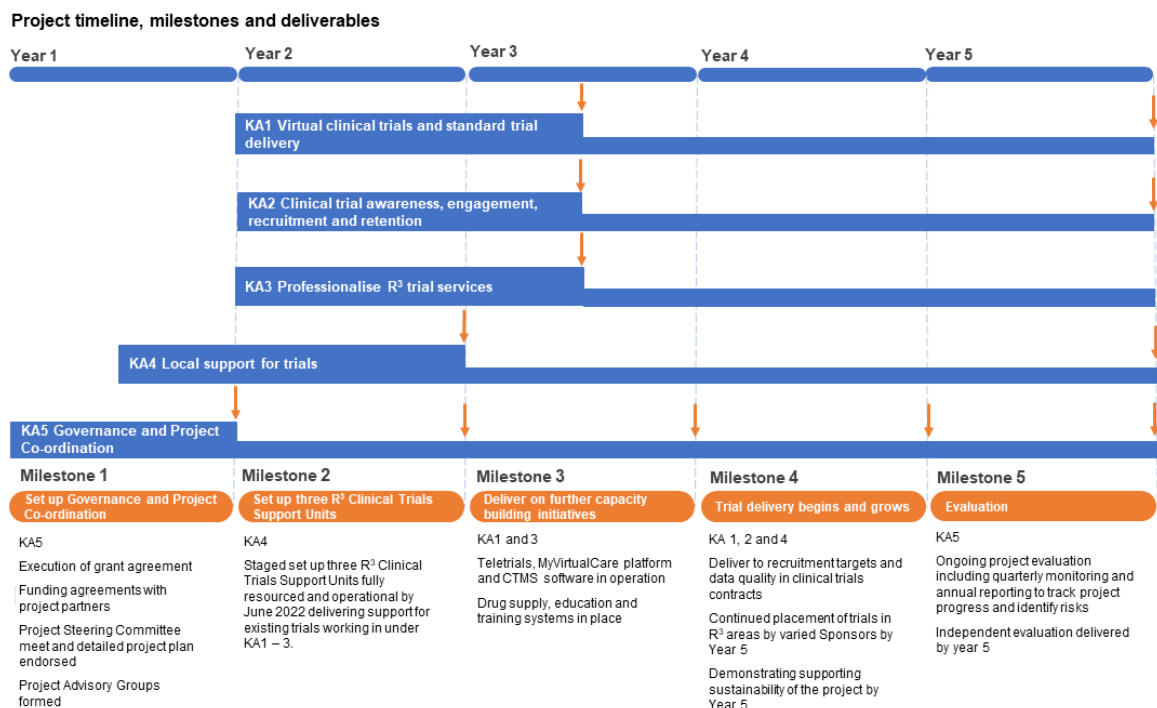 Project timeline, milestones and deliverables
Year 1
Year 2
Year 3
Year 4
Year 5
KA1 Virtual clinical trials and standard trial
delivery
KA2 Clinical trial awareness, engagement,
recruitment and retention
KA3 Professionalise R³ trial services
KA4 Local support for trials
KA5 Governance and Project
Co-ordination
Milestone 1
Set up Governance and Project
Co-ordination
KA5
Execution of grant agreement
Funding agreements with
project partners
Project Steering Committee
meet and detailed project plan
endorsed
Project Advisory Groups
formed
Milestone 2
Set up three R³ Clinical Trials
Support Units
KA4
Staged set up three R³ Clinical
Trials Support Units fully
resourced and operational by
June 2022 delivering support for
existing trials working in under
KA1 – 3.
Milestone 3
Deliver on further capacity
building initiatives
KA1 and 3
Teletrials, MyVirtualCare platform
and CTMS software in operation
Drug supply, education and
training systems in place
Milestone 4
Trial delivery begins and grows
KA 1, 2 and 4
Deliver to recruitment targets and
data quality in clinical trials
contracts
Continued placement of trials in
R³ areas by varied Sponsors by
Year 5
Demonstrating supporting
sustainability of the project by
Year 5
Milestone 5
Evaluation
KA5
Ongoing project evaluation
including quarterly monitoring and
annual reporting to track project
progress and identify risks
Independent evaluation delivered
by year 5